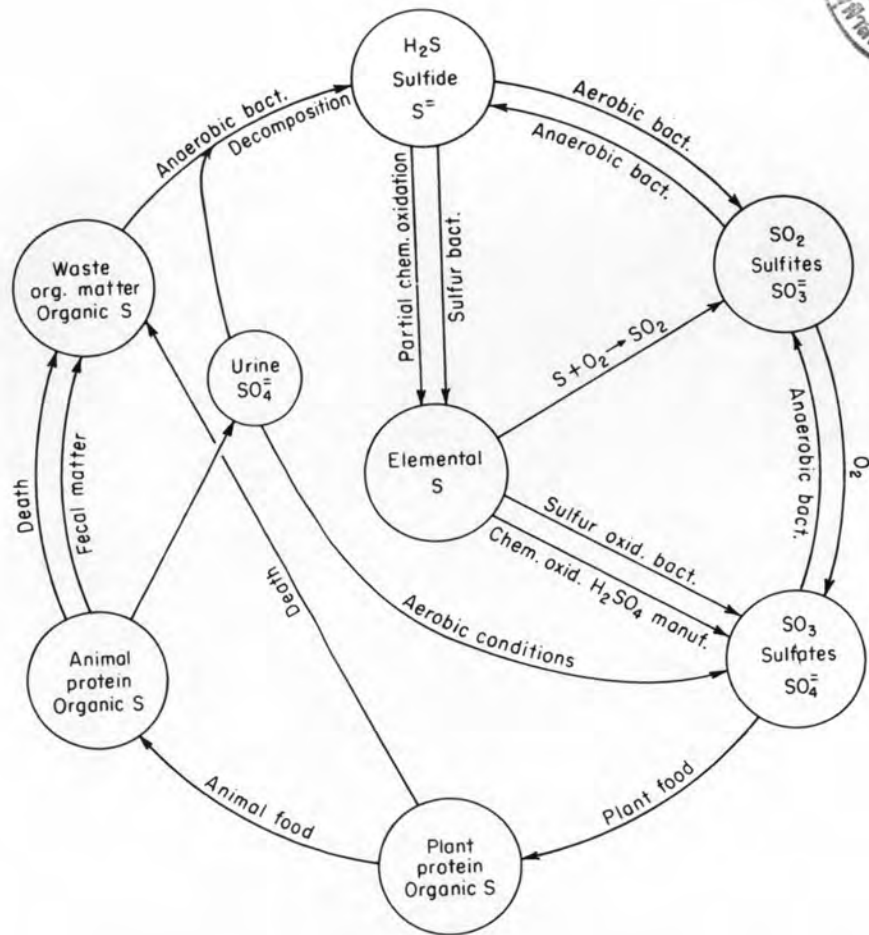 H₂S
Sulfide
S⁼
Anaerobic bact.
Decomposition
Aerobic bact.
Anaerobic bact.
Partial chem. oxidation
Sulfur bact.
Waste
org. matter
Organic S
SO₂
Sulfites
SO₃⁼
Urine
SO₄⁼
S+O₂→SO₂
Elemental
S
Death
Fecal matter
Anaerobic bact.
O₂
Sulfur oxid. bact.
Chem. oxid. H₂SO₄ manuf.
Death
Aerobic conditions
Animal
protein
Organic S
SO₃
Sulfates
SO₄⁼
Animal food
Plant food
Plant
protein
Organic S